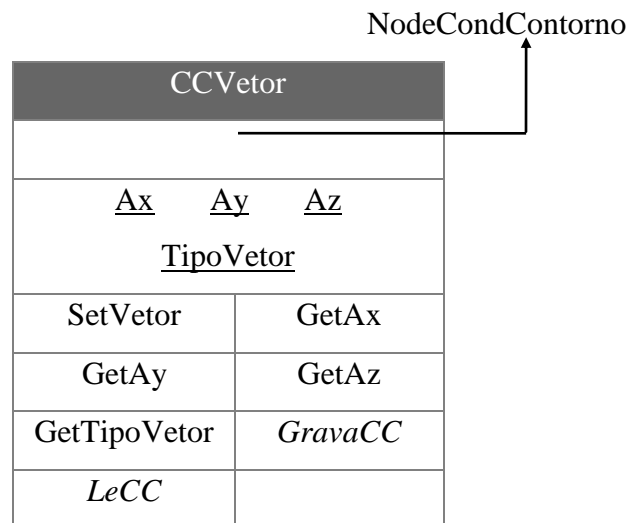 NodeCondContorno
CCVetor
Ax Ay Az
TipoVetor
SetVetor GetAx
GetAy GetAz
GetTipoVetor GravaCC
LeCC